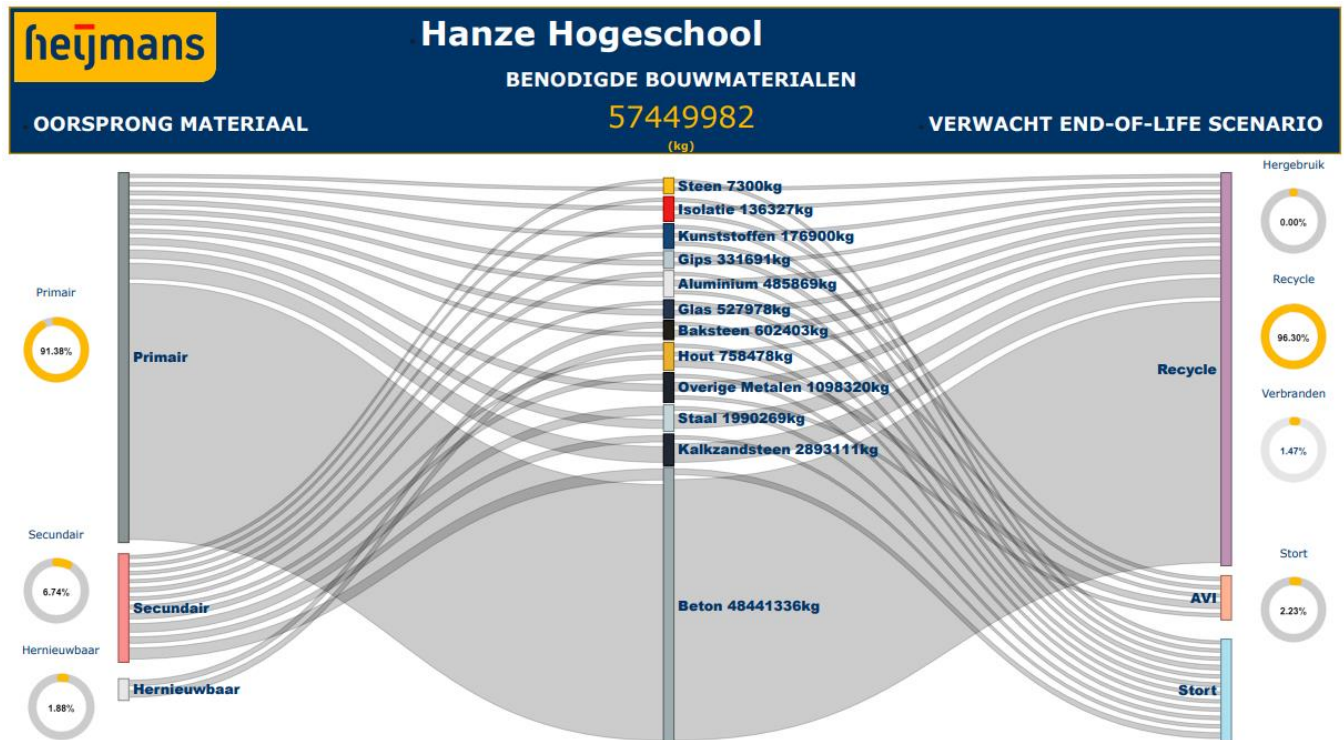 heijmans
Hanze Hogeschool
BENODIGDE BOUWMATERIALEN
57449982
(kg)
OORSPRONG MATERIAAL
VERWACHT END-OF-LIFE SCENARIO
Primair
91.38%
Secundair
6.74%
Hernieuwbaar
1.88%
Primair
Secundair
Hernieuwbaar
Steen 7300kg
Isolatie 136327kg
Kunststoffen 176900kg
Gips 331691kg
Aluminium 485869kg
Glas 527978kg
Baksteen 602403kg
Hout 758478kg
Overige Metalen 1098320kg
Staal 1990269kg
Kalkzandsteen 2893111kg
Beton 48441336kg
Recycle
AVI
Stort
Hergebruik
0.00%
Recycle
96.30%
Verbranden
1.47%
Stort
2.23%